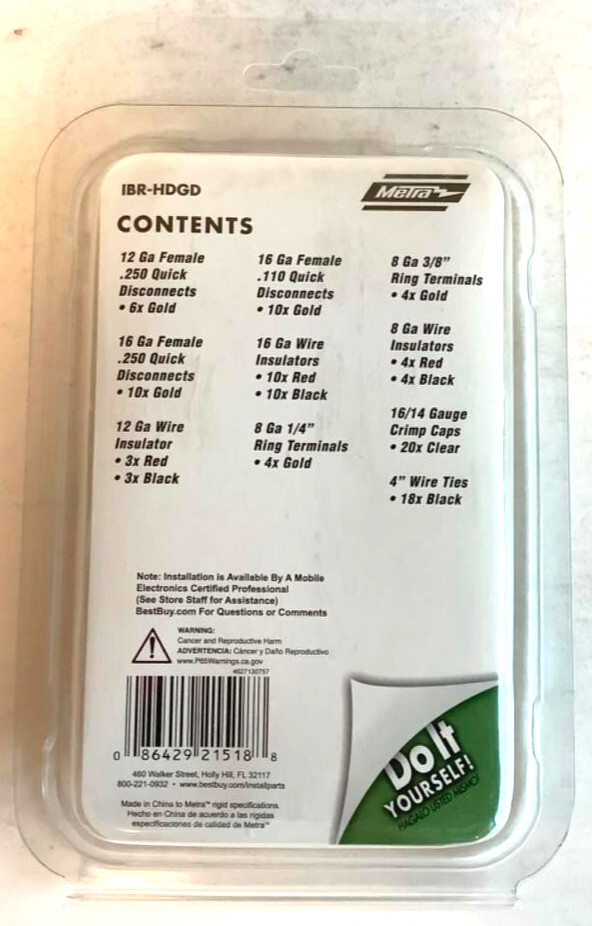 IBR-HDGD
Metra
CONTENTS
12 Ga Female
.250 Quick
Disconnects
• 6x Gold
16 Ga Female
.250 Quick
Disconnects
• 10x Gold
12 Ga Wire
Insulator
• 3x Red
• 3x Black
16 Ga Female
.110 Quick
Disconnects
• 10x Gold
16 Ga Wire
Insulators
• 10x Red
• 10x Black
8 Ga 1/4"
Ring Terminals
• 4x Gold
8 Ga 3/8"
Ring Terminals
• 4x Gold
8 Ga Wire
Insulators
• 4x Red
• 4x Black
16/14 Gauge
Crimp Caps
• 20x Clear
4" Wire Ties
• 18x Black
Note: Installation is Available By A Mobile
Electronics Certified Professional
(See Store Staff for Assistance)
BestBuy.com For Questions or Comments
WARNING:
Cancer and Reproductive Harm
ADVERTENCIA: Cáncer y Daño Reproductivo
www.P65Warnings.ca.gov
4627130757
0 86429 21518 8
460 Walker Street, Holly Hill, FL 32117
800-221-0932 • www.bestbuy.com/installparts
Made in China to Metra™ rigid specifications.
Hecho en China de acuerdo a las rígidas
especificaciones de calidad de Metra™
Do It
YOURSELF!
HAGALO USTED MISMO!